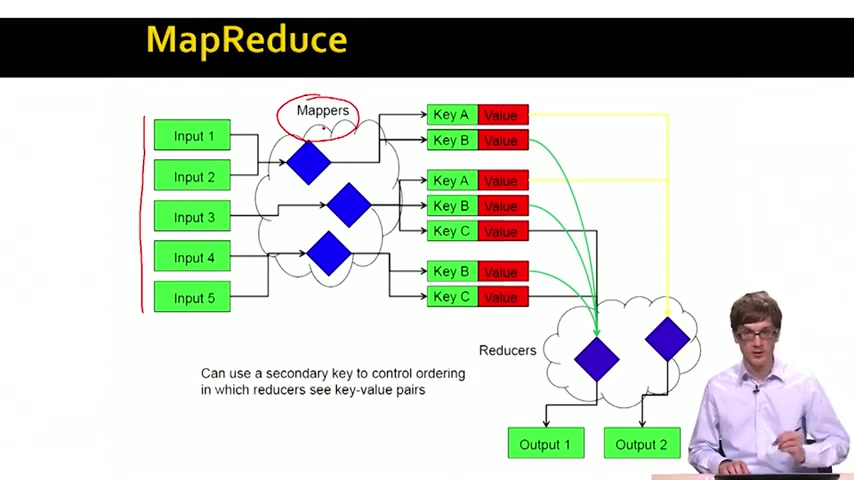 MapReduce
Mappers
Input 1
Input 2
Input 3
Input 4
Input 5
Key A Value
Key B Value
Key A Value
Key B Value
Key C Value
Key B Value
Key C Value
Reducers
Can use a secondary key to control ordering
in which reducers see key-value pairs
Output 1
Output 2